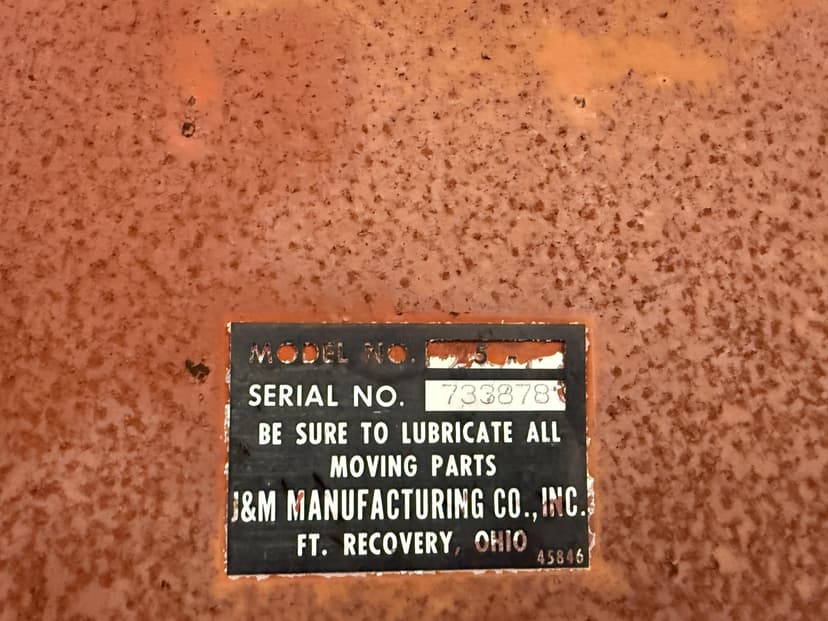 MODEL NO.
SERIAL NO. 733878
BE SURE TO LUBRICATE ALL
MOVING PARTS
J&M MANUFACTURING CO., INC.
FT. RECOVERY, OHIO
45846